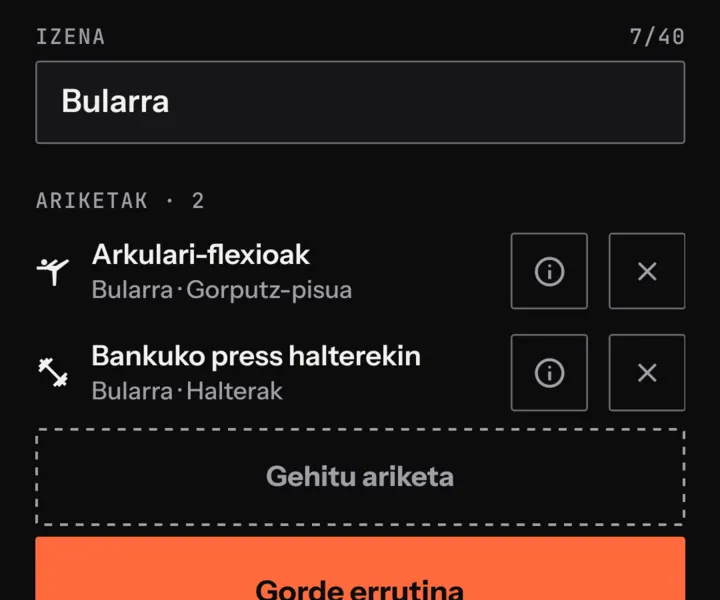 IZENA 7/40
Bularra
ARIKETAK · 2
Arkulari-flexioak
Bularra · Gorputz-pisua
Bankuko press halterekin
Bularra · Halterak
Gehitu ariketa
Gorde errutina